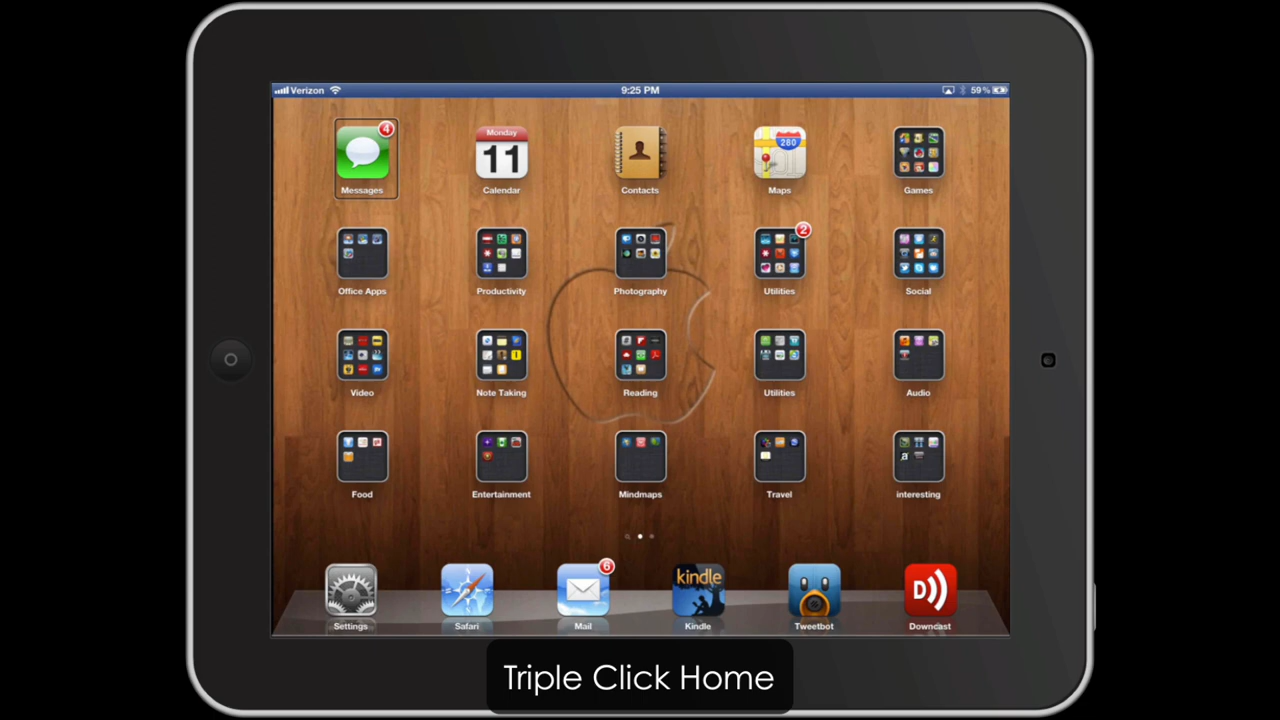 Verizon 9:25 PM 59%
4
Monday
11
280
Messages Calendar Contacts Maps Games
2
Office Apps Productivity Photography Utilities Social
Video Note Taking Reading Utilities Audio
Food Entertainment Mindmaps Travel interesting
6
kindle
D
Settings Safari Mail Kindle Tweetbot Downcast
Triple Click Home